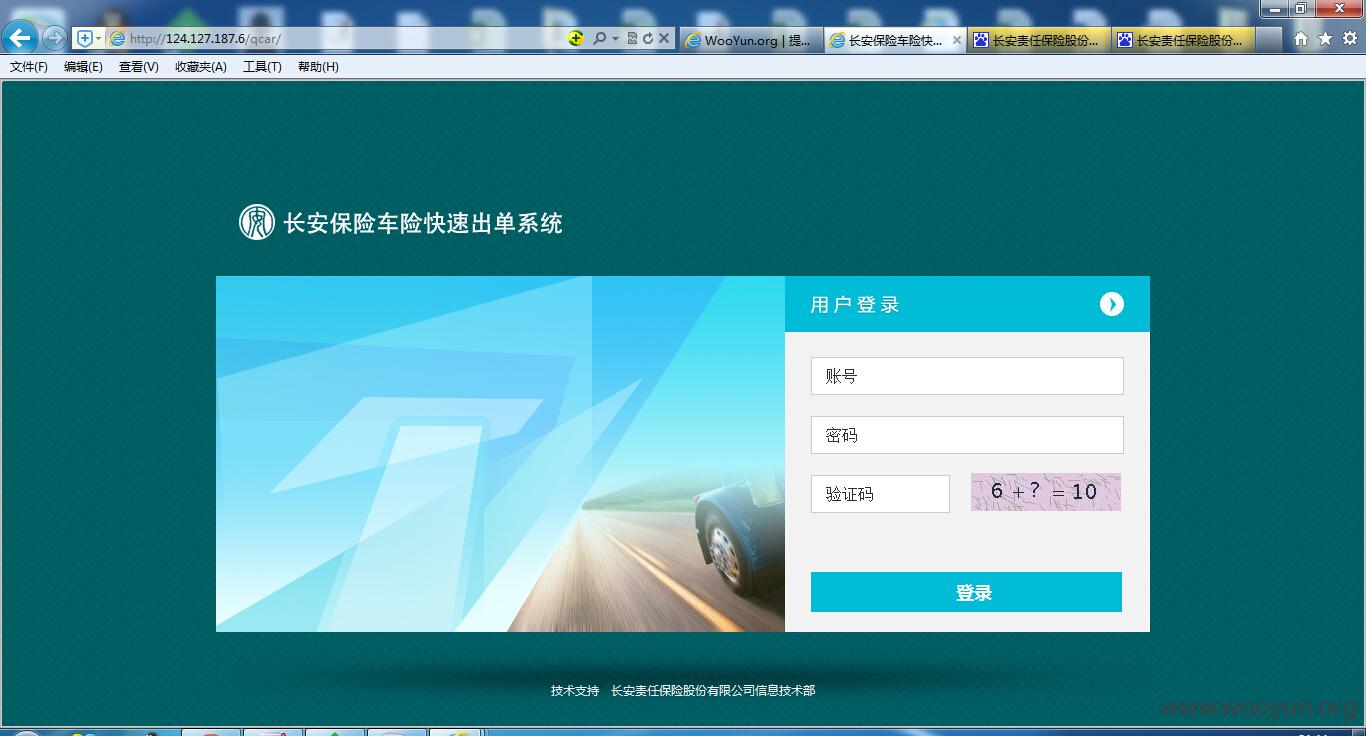 http://124.127.187.6/qcar/
WooYun.org | 提...
长安保险车险快...
长安责任保险股份...
长安责任保险股份...
文件(F) 编辑(E) 查看(V) 收藏夹(A) 工具(T) 帮助(H)
长安保险车险快速出单系统
用户登录
账号
密码
验证码
6 + ? = 10
登录
技术支持 长安责任保险股份有限公司信息技术部
www.wooyun.org